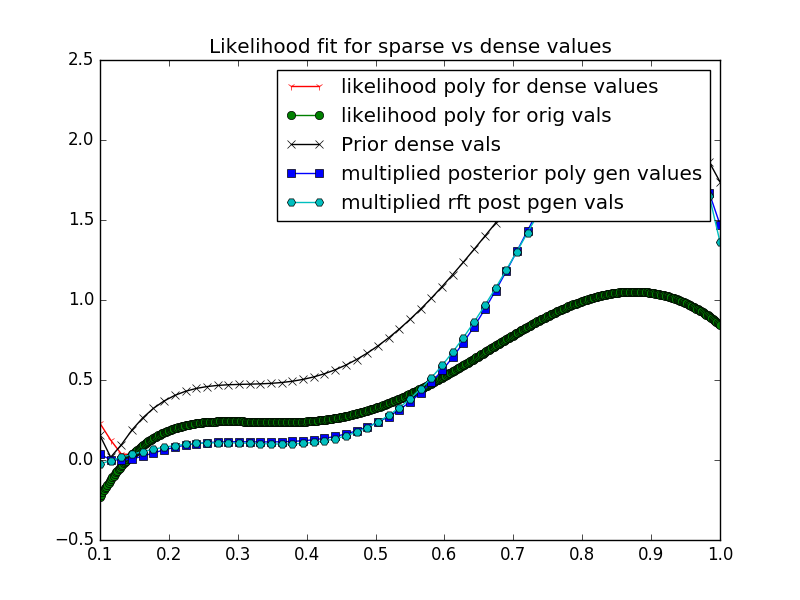 Likelihood fit for sparse vs dense values
2.5
2.0
1.5
1.0
0.5
0.0
−0.5
likelihood poly for dense values
likelihood poly for orig vals
Prior dense vals
multiplied posterior poly gen values
multiplied rft post pgen vals
0.1 0.2 0.3 0.4 0.5 0.6 0.7 0.8 0.9 1.0